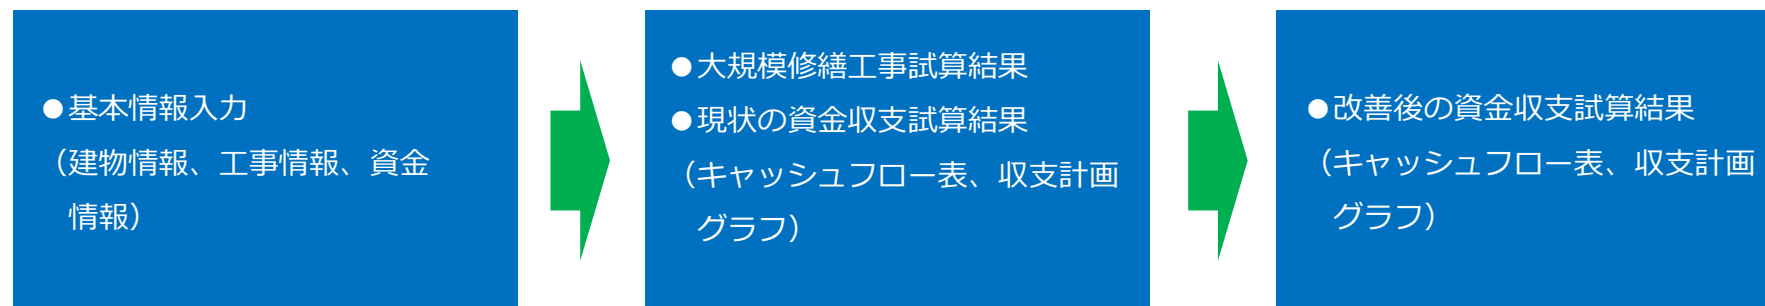 ●基本情報入力
（建物情報、工事情報、資金
情報）
●大規模修繕工事試算結果
●現状の資金収支試算結果
（キャッシュフロー表、収支計画
グラフ）
●改善後の資金収支試算結果
（キャッシュフロー表、収支計画
グラフ）